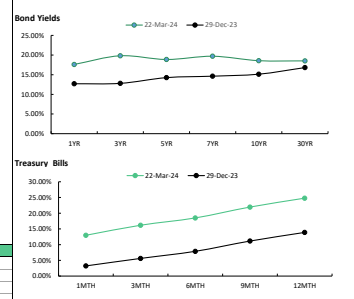 Bond Yields
22-Mar-24 29-Dec-23
25.00%
20.00%
15.00%
10.00%
5.00%
0.00%
1YR 3YR 5YR 7YR 10YR 30YR
Treasury Bills
22-Mar-24 29-Dec-23
30.00%
25.00%
20.00%
15.00%
10.00%
5.00%
0.00%
1MTH 3MTH 6MTH 9MTH 12MTH